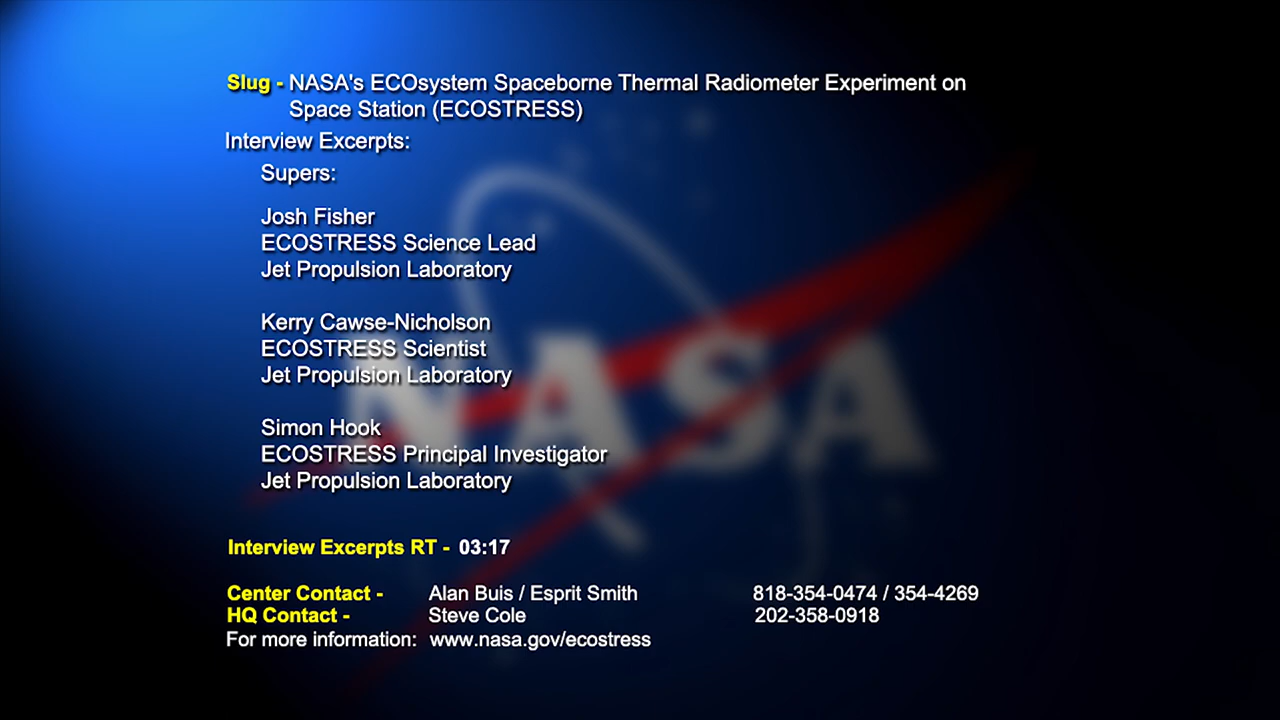 Slug - NASA's ECOsystem Spaceborne Thermal Radiometer Experiment on
Space Station (ECOSTRESS)
Interview Excerpts:
Supers:
Josh Fisher
ECOSTRESS Science Lead
Jet Propulsion Laboratory
Kerry Cawse-Nicholson
ECOSTRESS Scientist
Jet Propulsion Laboratory
Simon Hook
ECOSTRESS Principal Investigator
Jet Propulsion Laboratory
NASA
Interview Excerpts RT - 03:17
Center Contact - Alan Buis / Esprit Smith 818-354-0474 / 354-4269
HQ Contact - Steve Cole 202-358-0918
For more information: www.nasa.gov/ecostress